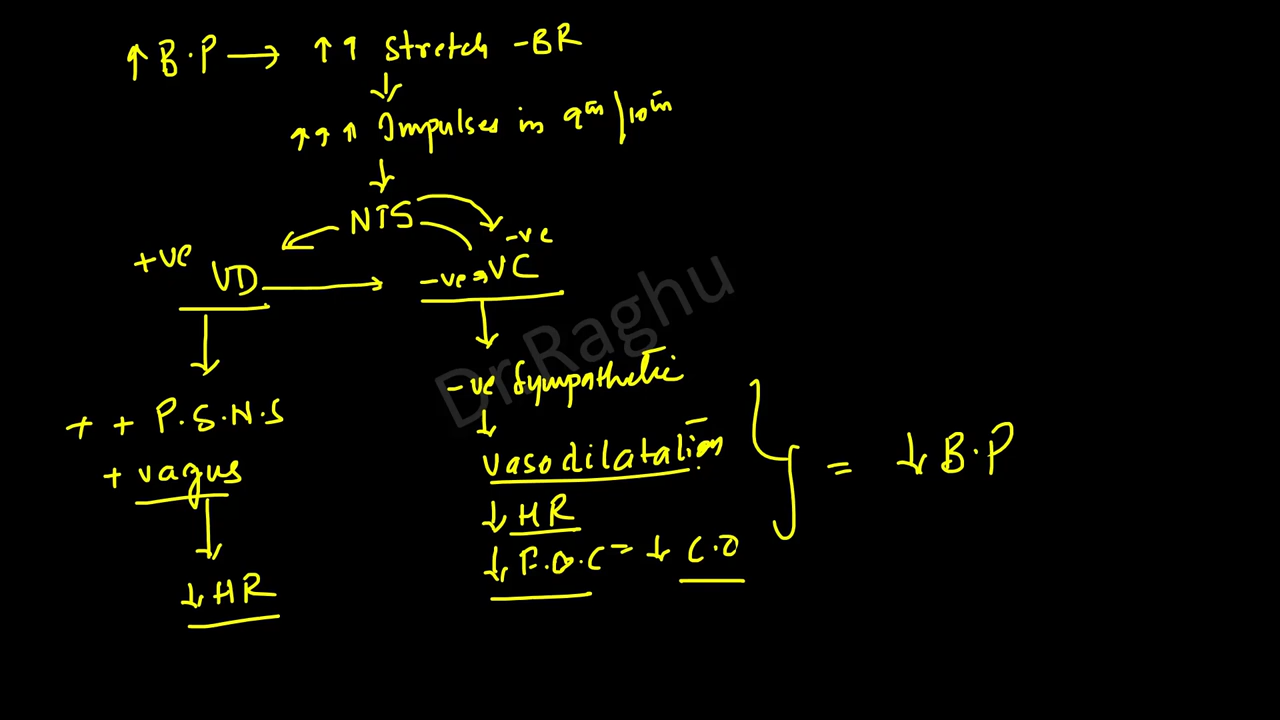 ↑ B.P → ↑↑ Stretch -BR
↓
↑↑↑ Impulses in 9th/10th
↓
NTS
+ve VD → -ve → VC -ve
↓ ↓
+ + P.S.N.S
+ vagus
↓
↓ HR
-ve Sympathetic
↓
vasodilatation
↓ HR
↓ F.O.C = ↓ C.O
} = ↓ B.P
Dr.Raghu